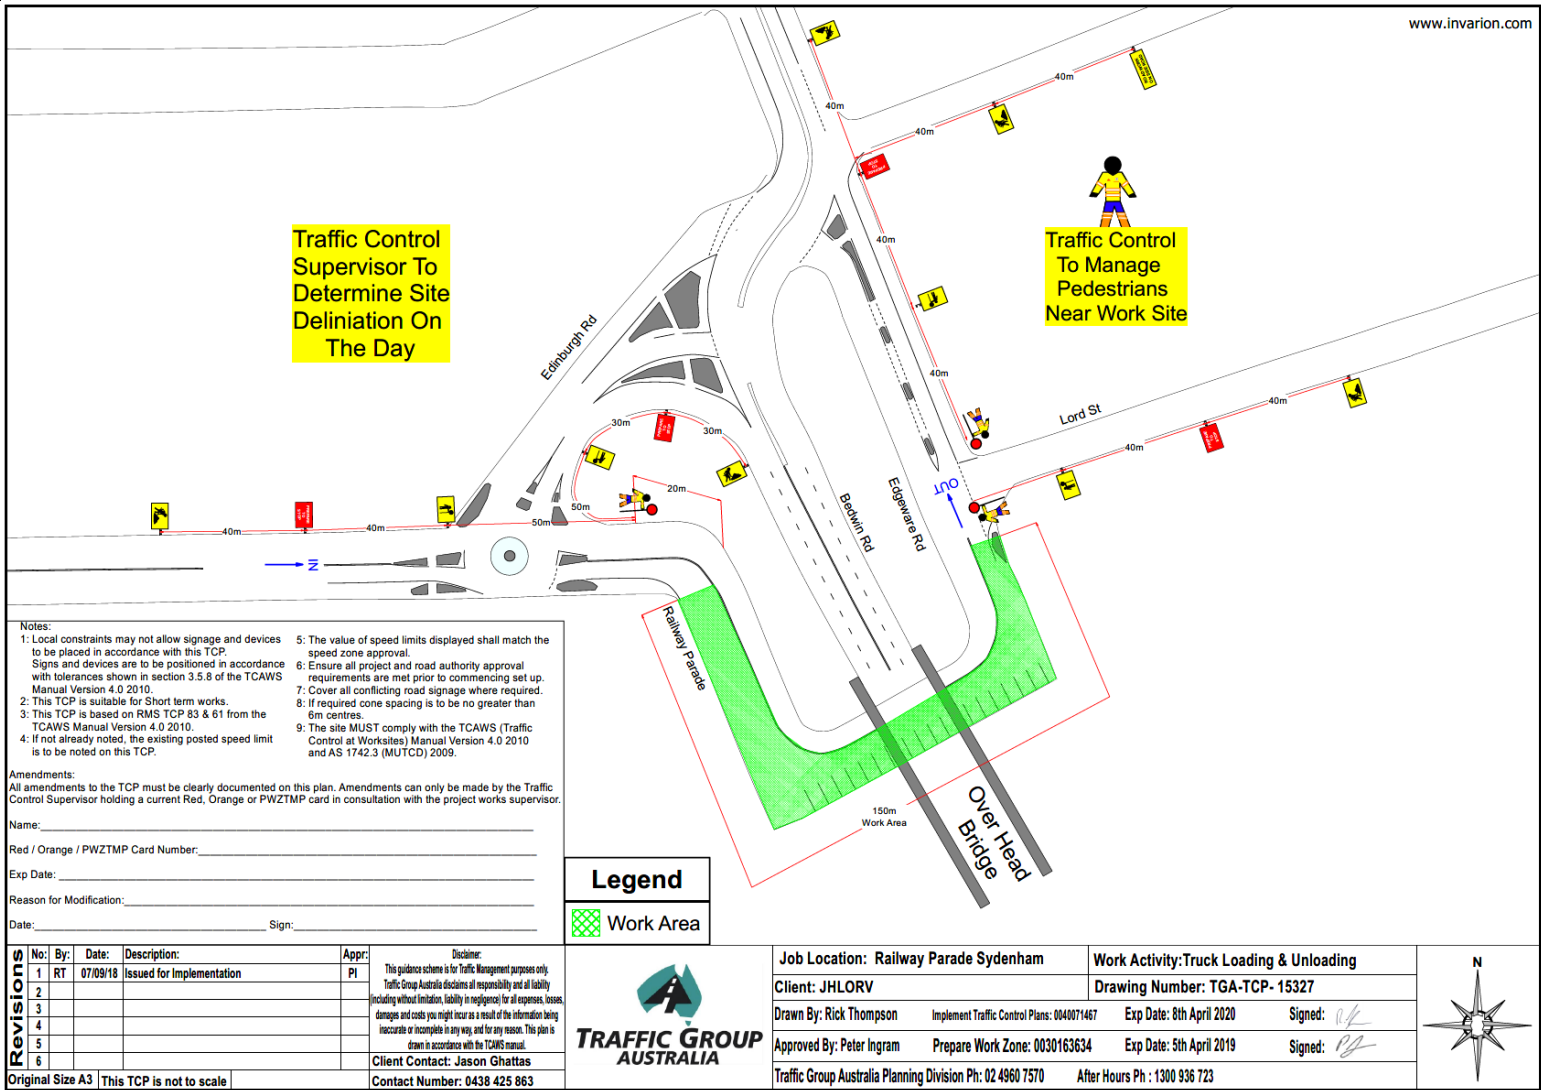 www.invarion.com
40m
40m
40m
40m
Traffic Control
Supervisor To
Determine Site
Deliniation On
The Day
Traffic Control
To Manage
Pedestrians
Near Work Site
Edinburgh Rd
40m
Lord St
40m
40m
30m
30m
20m
50m
50m
40m
40m
IN
OUT
Bedwin Rd
Edgeware Rd
Railway Parade
150m
Work Area
Over Head
Bridge
Notes:
1: Local constraints may not allow signage and devices
to be placed in accordance with this TCP.
Signs and devices are to be positioned in accordance
with tolerances shown in section 3.5.8 of the TCAWS
Manual Version 4.0 2010.
2: This TCP is suitable for Short term works.
3: This TCP is based on RMS TCP 83 & 61 from the
TCAWS Manual Version 4.0 2010.
4: If not already noted, the existing posted speed limit
is to be noted on this TCP.
5: The value of speed limits displayed shall match the
speed zone approval.
6: Ensure all project and road authority approval
requirements are met prior to commencing set up.
7: Cover all conflicting road signage where required.
8: If required cone spacing is to be no greater than
6m centres.
9: The site MUST comply with the TCAWS (Traffic
Control at Worksites) Manual Version 4.0 2010
and AS 1742.3 (MUTCD) 2009.
Amendments:
All amendments to the TCP must be clearly documented on this plan. Amendments can only be made by the Traffic
Control Supervisor holding a current Red, Orange or PWZTMP card in consultation with the project works supervisor.
Name:
Red / Orange / PWZTMP Card Number:
Exp Date:
Reason for Modification:
Date: Sign:
Legend
Work Area
Revisions
No: By: Date: Description: Appr:
1 RT 07/09/18 Issued for Implementation PI
2
3
4
5
6
Original Size A3 This TCP is not to scale
Disclaimer:
This guidance scheme is for Traffic Management purposes only.
Traffic Group Australia disclaims all responsibility and all liability
(including without limitation, liability in negligence) for all expenses, losses,
damages and costs you might incur as a result of the information being
inaccurate or incomplete in any way, and for any reason. This plan is
drawn in accordance with the TCAWS manual.
Client Contact: Jason Ghattas
Contact Number: 0438 425 863
TRAFFIC GROUP
AUSTRALIA
Job Location: Railway Parade Sydenham
Work Activity:Truck Loading & Unloading
Client: JHLORV
Drawing Number: TGA-TCP- 15327
Drawn By: Rick Thompson Implement Traffic Control Plans: 0040071467 Exp Date: 8th April 2020 Signed:
Approved By: Peter Ingram Prepare Work Zone: 0030163634 Exp Date: 5th April 2019 Signed:
Traffic Group Australia Planning Division Ph: 02 4960 7570 After Hours Ph : 1300 936 723
N